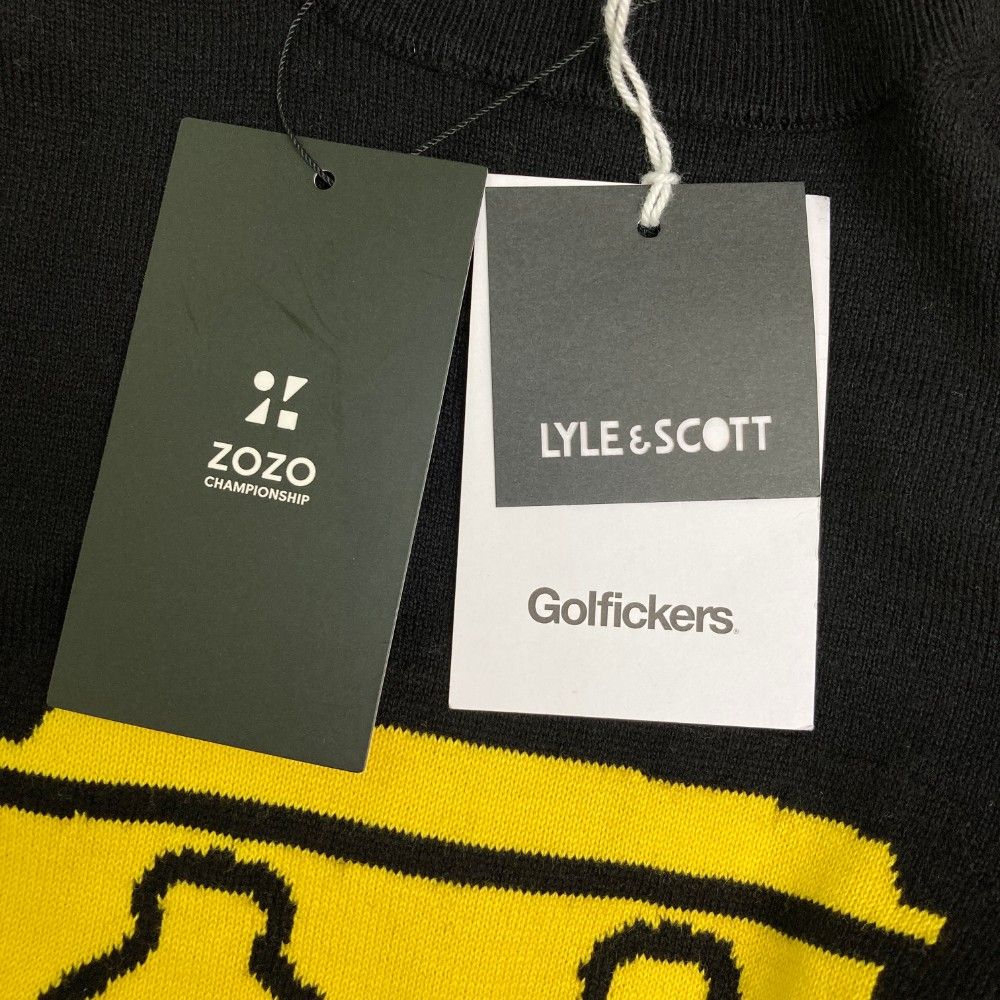 ZOZO
CHAMPIONSHIP
LYLE & SCOTT
Golfickers.